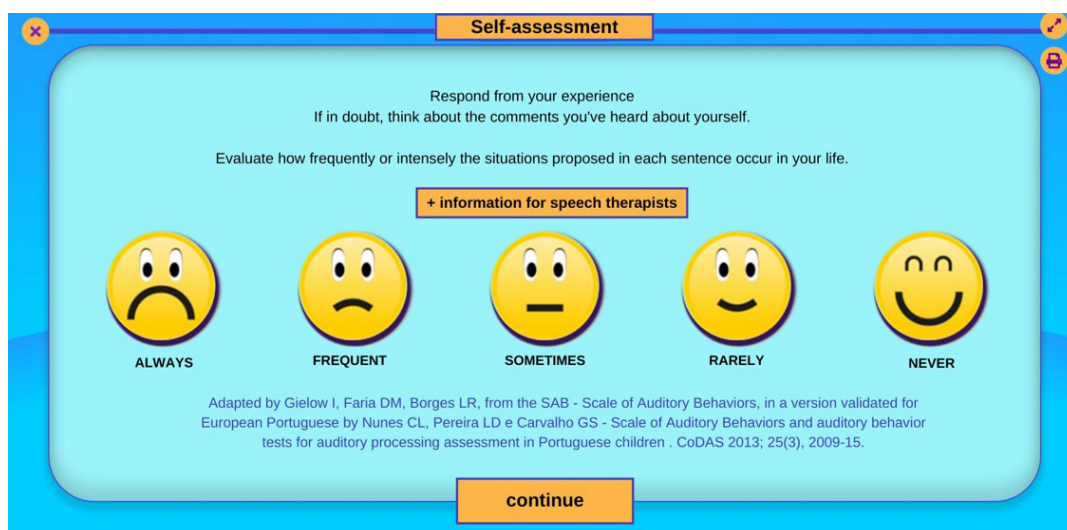 Self-assessment
Respond from your experience
If in doubt, think about the comments you've heard about yourself.
Evaluate how frequently or intensely the situations proposed in each sentence occur in your life.
+ information for speech therapists
ALWAYS
FREQUENT
SOMETIMES
RARELY
NEVER
Adapted by Gielow I, Faria DM, Borges LR, from the SAB - Scale of Auditory Behaviors, in a version validated for
European Portuguese by Nunes CL, Pereira LD e Carvalho GS - Scale of Auditory Behaviors and auditory behavior
tests for auditory processing assessment in Portuguese children . CoDAS 2013; 25(3), 2009-15.
continue